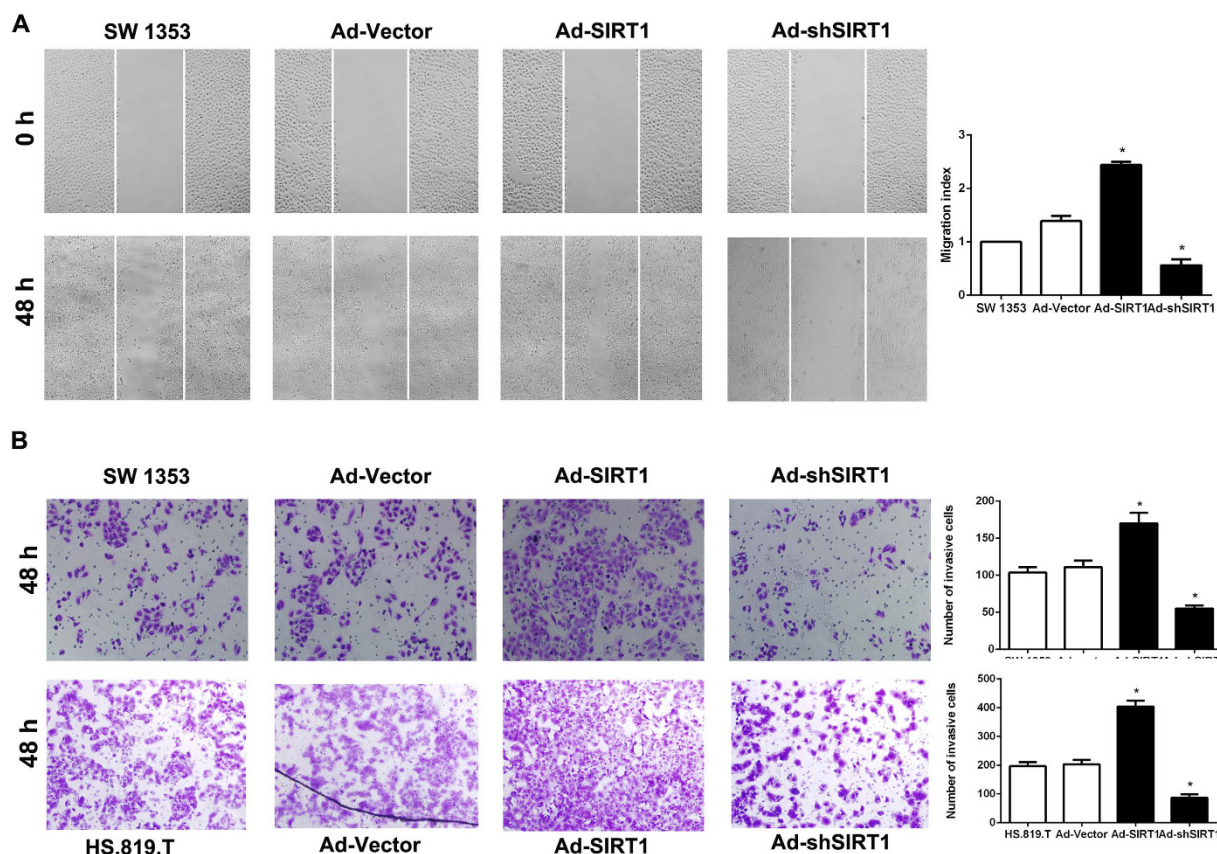 A
SW 1353 Ad-Vector Ad-SIRT1 Ad-shSIRT1
0 h
48 h
Migration index
3
2
1
0
*
*
SW 1353 Ad-Vector Ad-SIRT1 Ad-shSIRT1
B
SW 1353 Ad-Vector Ad-SIRT1 Ad-shSIRT1
48 h
Number of invasive cells
200
150
100
50
0
*
*
48 h
HS.819.T Ad-Vector Ad-SIRT1 Ad-shSIRT1
Number of invasive cells
500
400
300
200
100
0
*
*
HS.819.T Ad-Vector Ad-SIRT1 Ad-shSIRT1